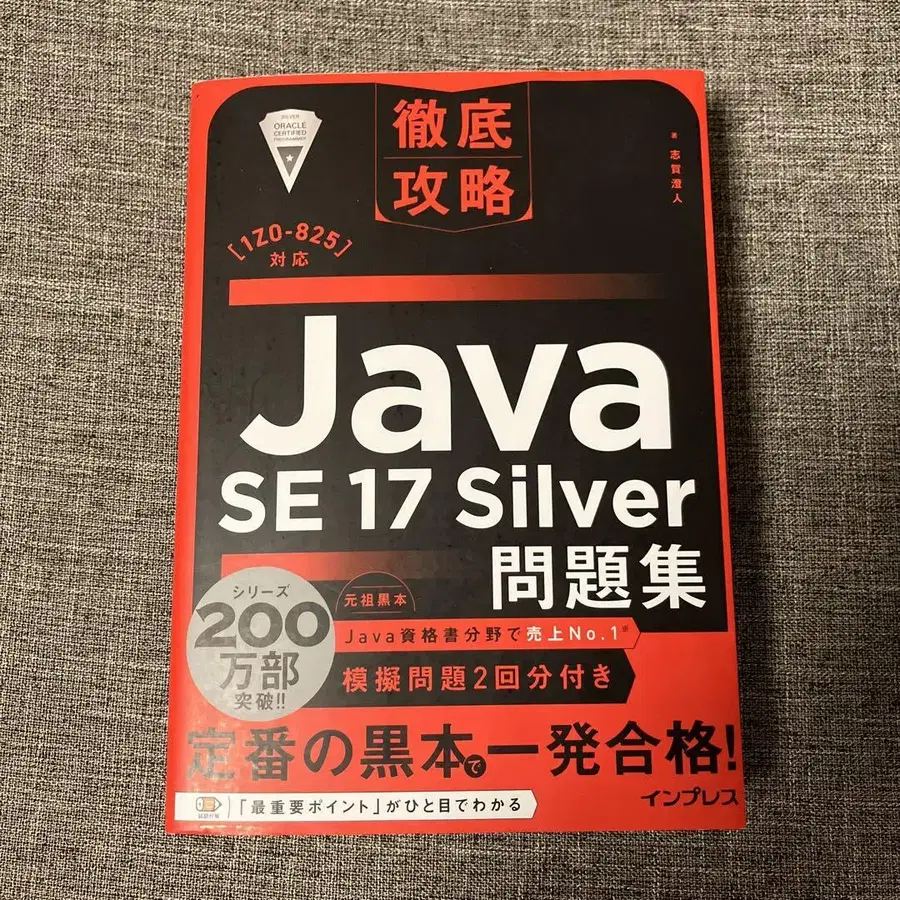 SILVER
ORACLE
CERTIFIED
PROGRAMMER
徹底
攻略
著 志賀澄人
[1Z0-825]
対応
Java
SE 17 Silver
問題集
シリーズ
200
万部
突破!!
元祖黒本
Java資格書分野で売上No.1※
模擬問題2回分付き
定番の黒本で一発合格!
「最重要ポイント」がひと目でわかる
インプレス